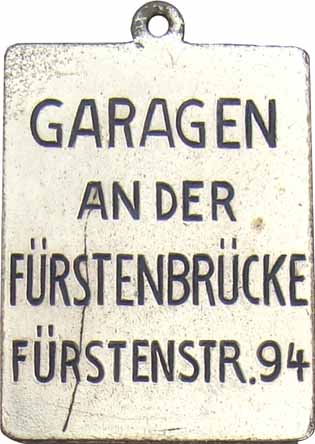 GARAGEN
AN DER
FÜRSTENBRÜCKE
FÜRSTENSTR.94